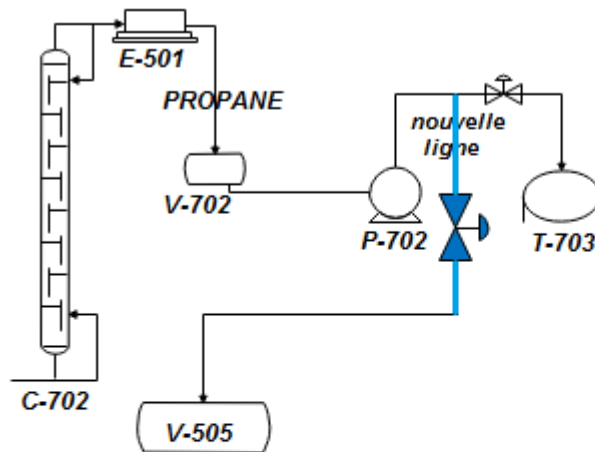 E-501
PROPANE
nouvelle
ligne
V-702
P-702
T-703
C-702
V-505